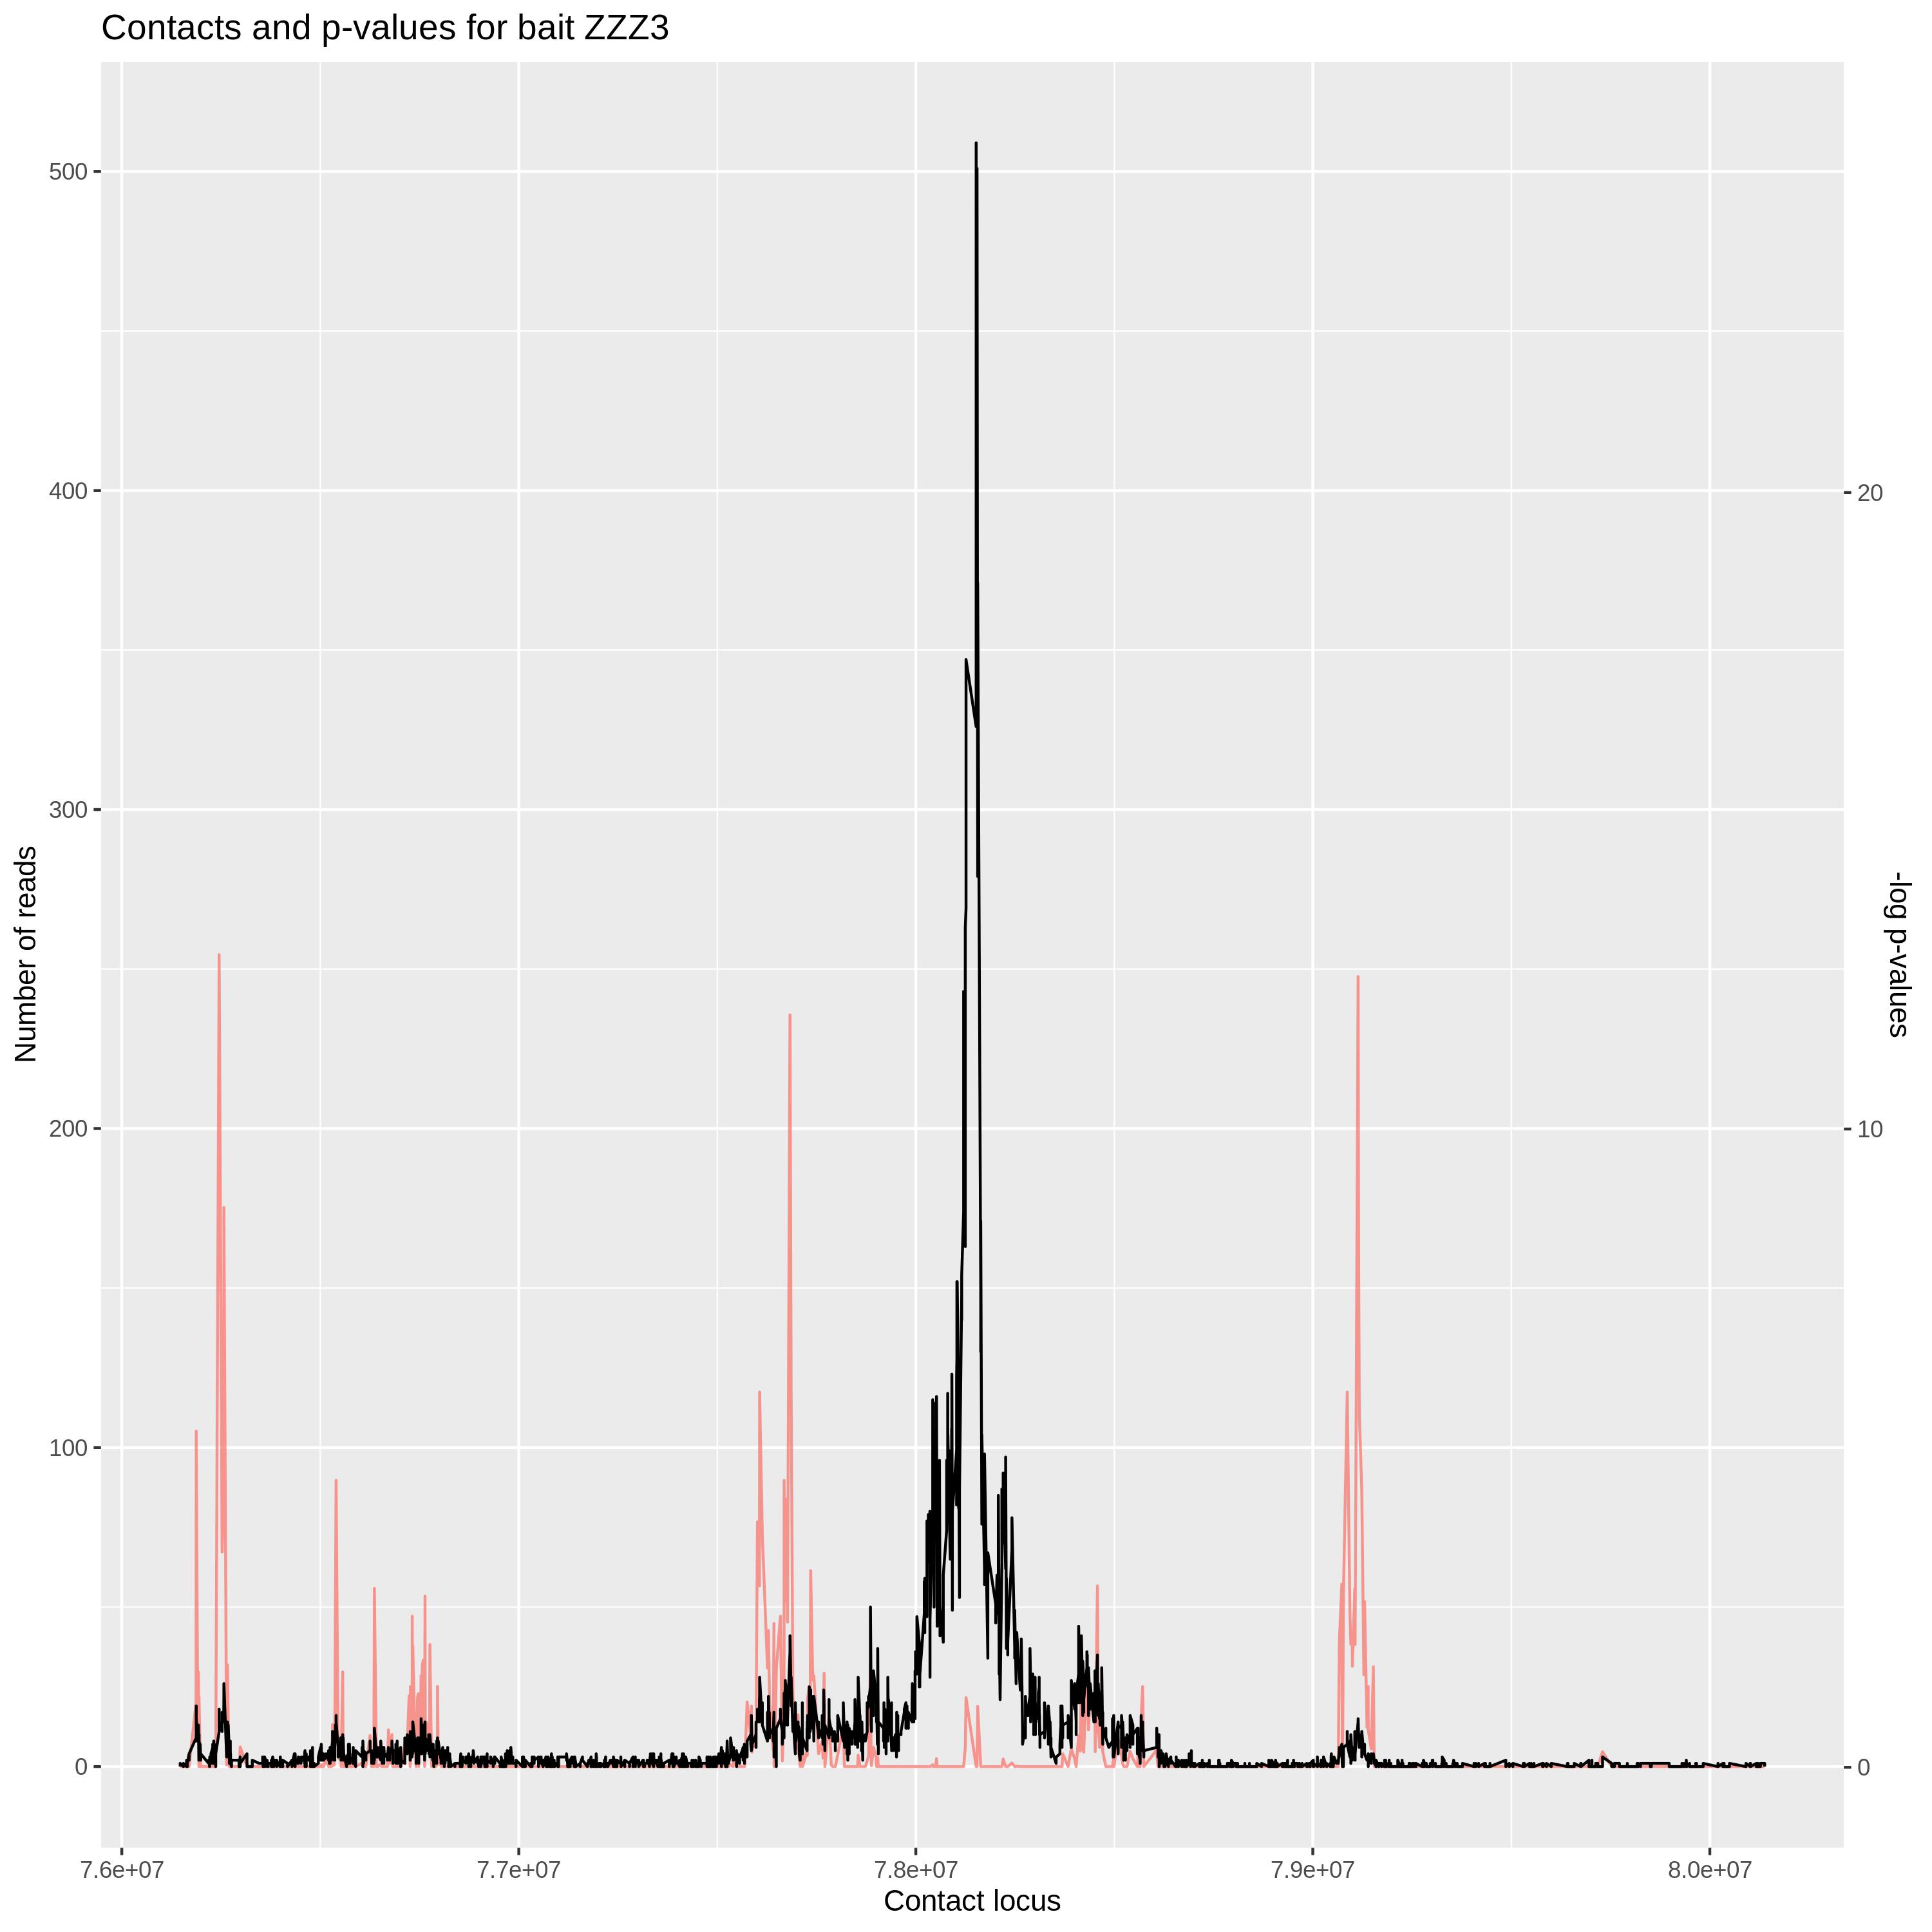 Contacts and p-values for bait ZZZ3
500
400
300
200
100
0
Number of reads
20
10
0
-log p-values
7.6e+07
7.7e+07
7.8e+07
7.9e+07
8.0e+07
Contact locus